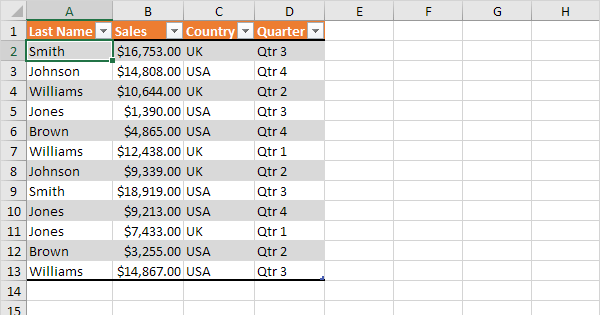 A B C D E F G H
1 Last Name Sales Country Quarter
2 Smith $16,753.00 UK Qtr 3
3 Johnson $14,808.00 USA Qtr 4
4 Williams $10,644.00 UK Qtr 2
5 Jones $1,390.00 USA Qtr 3
6 Brown $4,865.00 USA Qtr 4
7 Williams $12,438.00 UK Qtr 1
8 Johnson $9,339.00 UK Qtr 2
9 Smith $18,919.00 USA Qtr 3
10 Jones $9,213.00 USA Qtr 4
11 Jones $7,433.00 UK Qtr 1
12 Brown $3,255.00 USA Qtr 2
13 Williams $14,867.00 USA Qtr 3
14
15